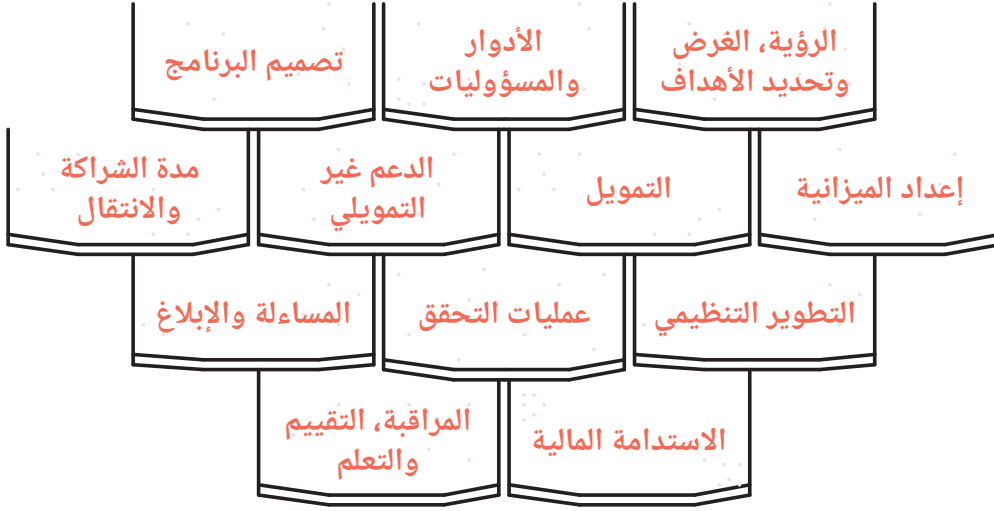 الرؤية، الغرض
وتحديد الأهداف
الأدوار
والمسؤوليات
تصميم البرنامج
إعداد الميزانية
التمويل
الدعم غير
التمويلي
مدة الشراكة
والانتقال
التطوير التنظيمي
عمليات التحقق
المساءلة والإبلاغ
الاستدامة المالية
المراقبة، التقييم
والتعلم